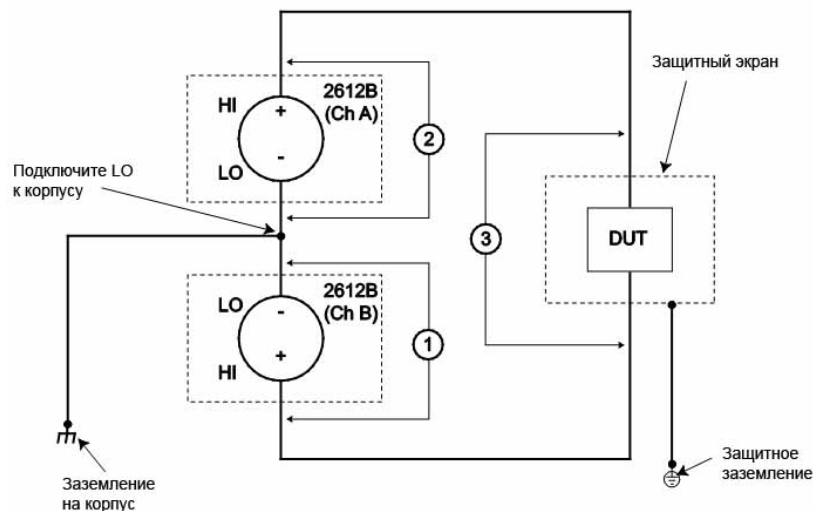 Защитный экран
2612B
(Ch A)
HI
+
2
-
LO
Подключите LO
к корпусу
DUT
3
2612B
(Ch B)
LO
-
1
+
HI
Защитное
заземление
Заземление
на корпус